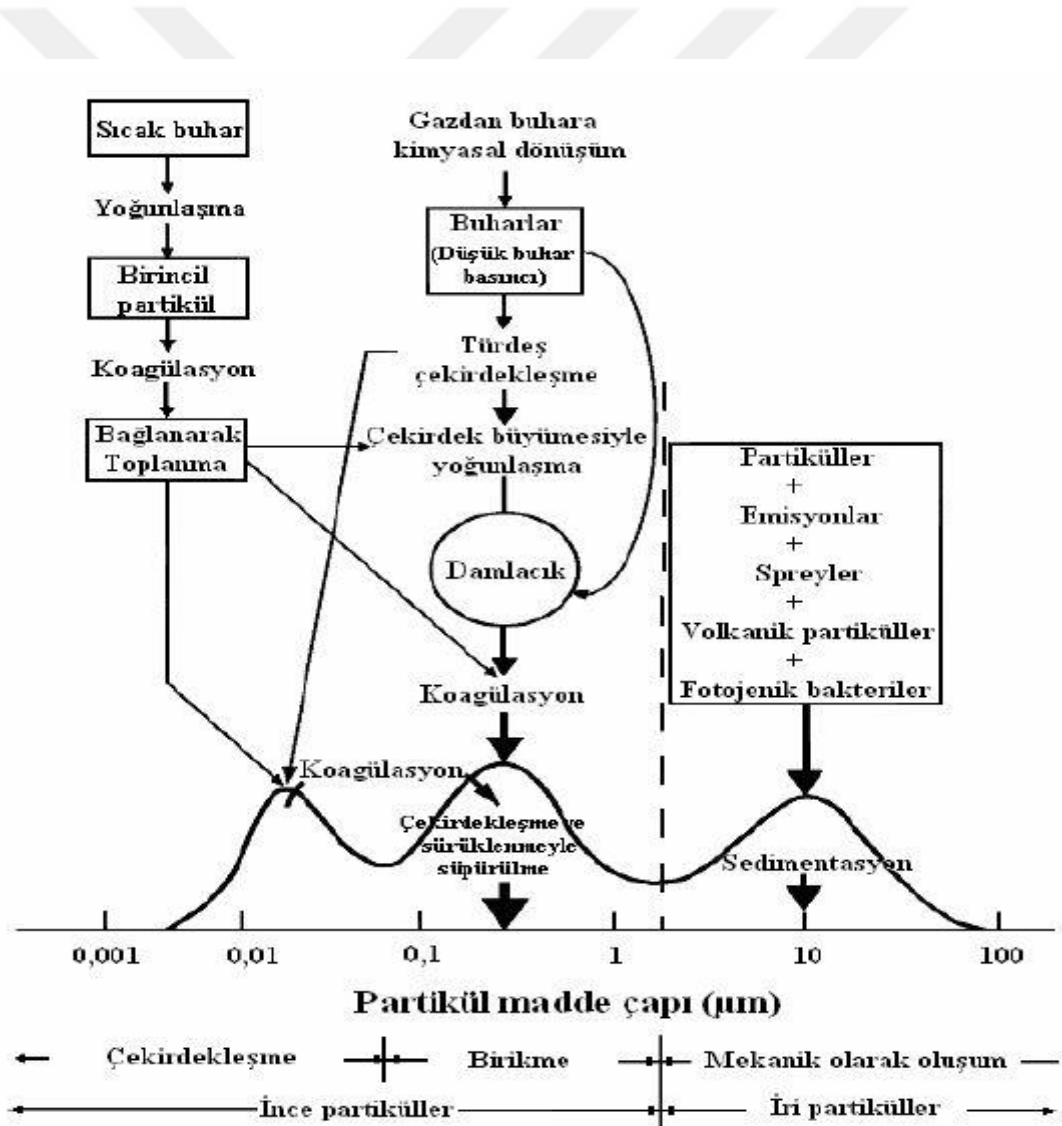 Sıcak buhar
Yoğunlaşma
Birincil
partikül
Koagülasyon
Bağlanarak
Toplanma
Gazdan buhara
kimyasal dönüşüm
Buharlar
(Düşük buhar
basıncı)
Türdeş
çekirdekleşme
Çekirdek büyümesiyle
yoğunlaşma
Damlacık
Koagülasyon
Partiküller
+
Emisyonlar
+
Spreyler
+
Volkanik partiküller
+
Fotojenik bakteriler
Koagülasyon
Çekirdekleşme ve
sürüklenmeyle
süpürülme
Sedimentasyon
0,001 0,01 0,1 1 10 100
Partikül madde çapı (µm)
Çekirdekleşme Birikme Mekanik olarak oluşum
İnce partiküller İri partiküller